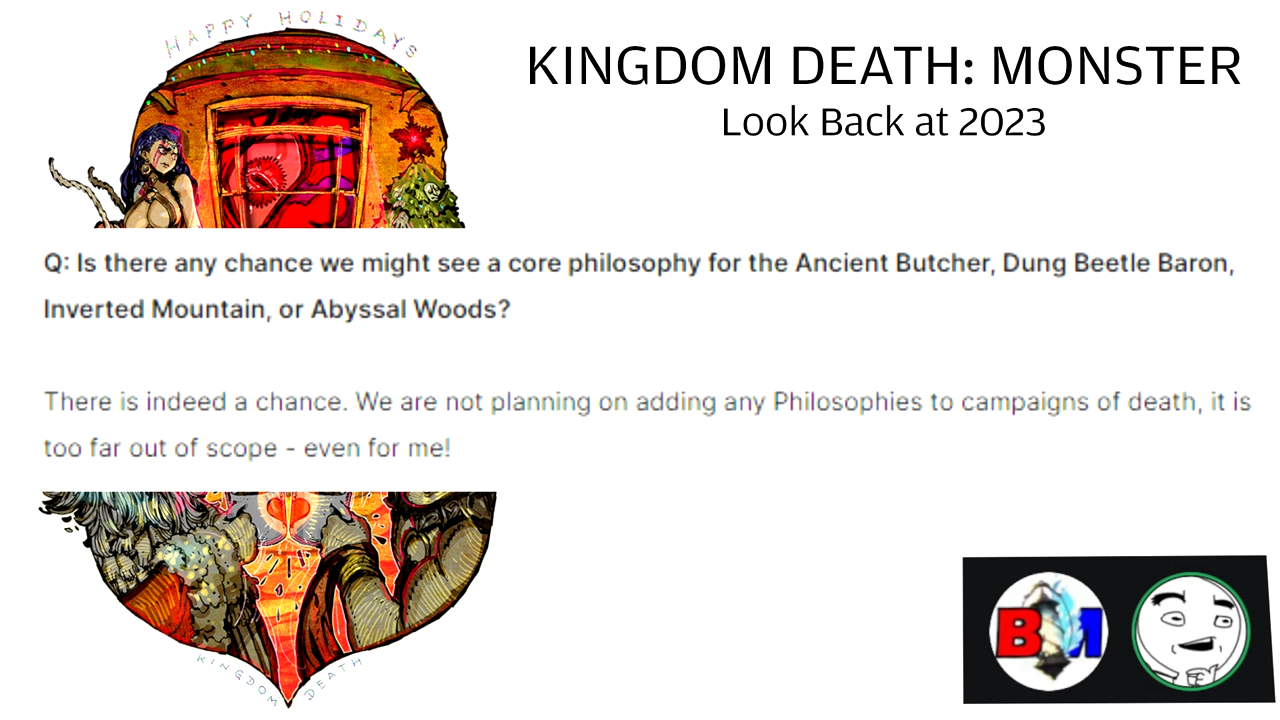 HAPPY HOLIDAYS
KINGDOM DEATH: MONSTER
Look Back at 2023
Q: Is there any chance we might see a core philosophy for the Ancient Butcher, Dung Beetle Baron,
Inverted Mountain, or Abyssal Woods?
There is indeed a chance. We are not planning on adding any Philosophies to campaigns of death, it is
too far out of scope - even for me!
KINGDOM DEATH
BM